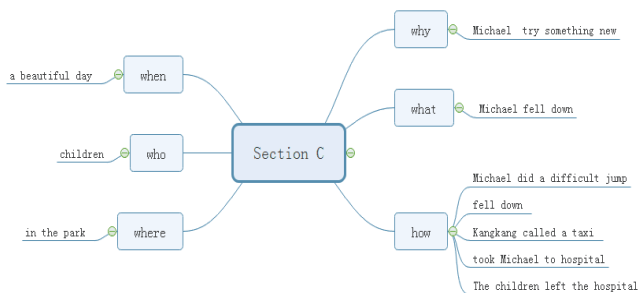 Section C
when
a beautiful day
who
children
where
in the park
why
Michael try something new
what
Michael fell down
how
Michael did a difficult jump
fell down
Kangkang called a taxi
took Michael to hospital
The children left the hospital